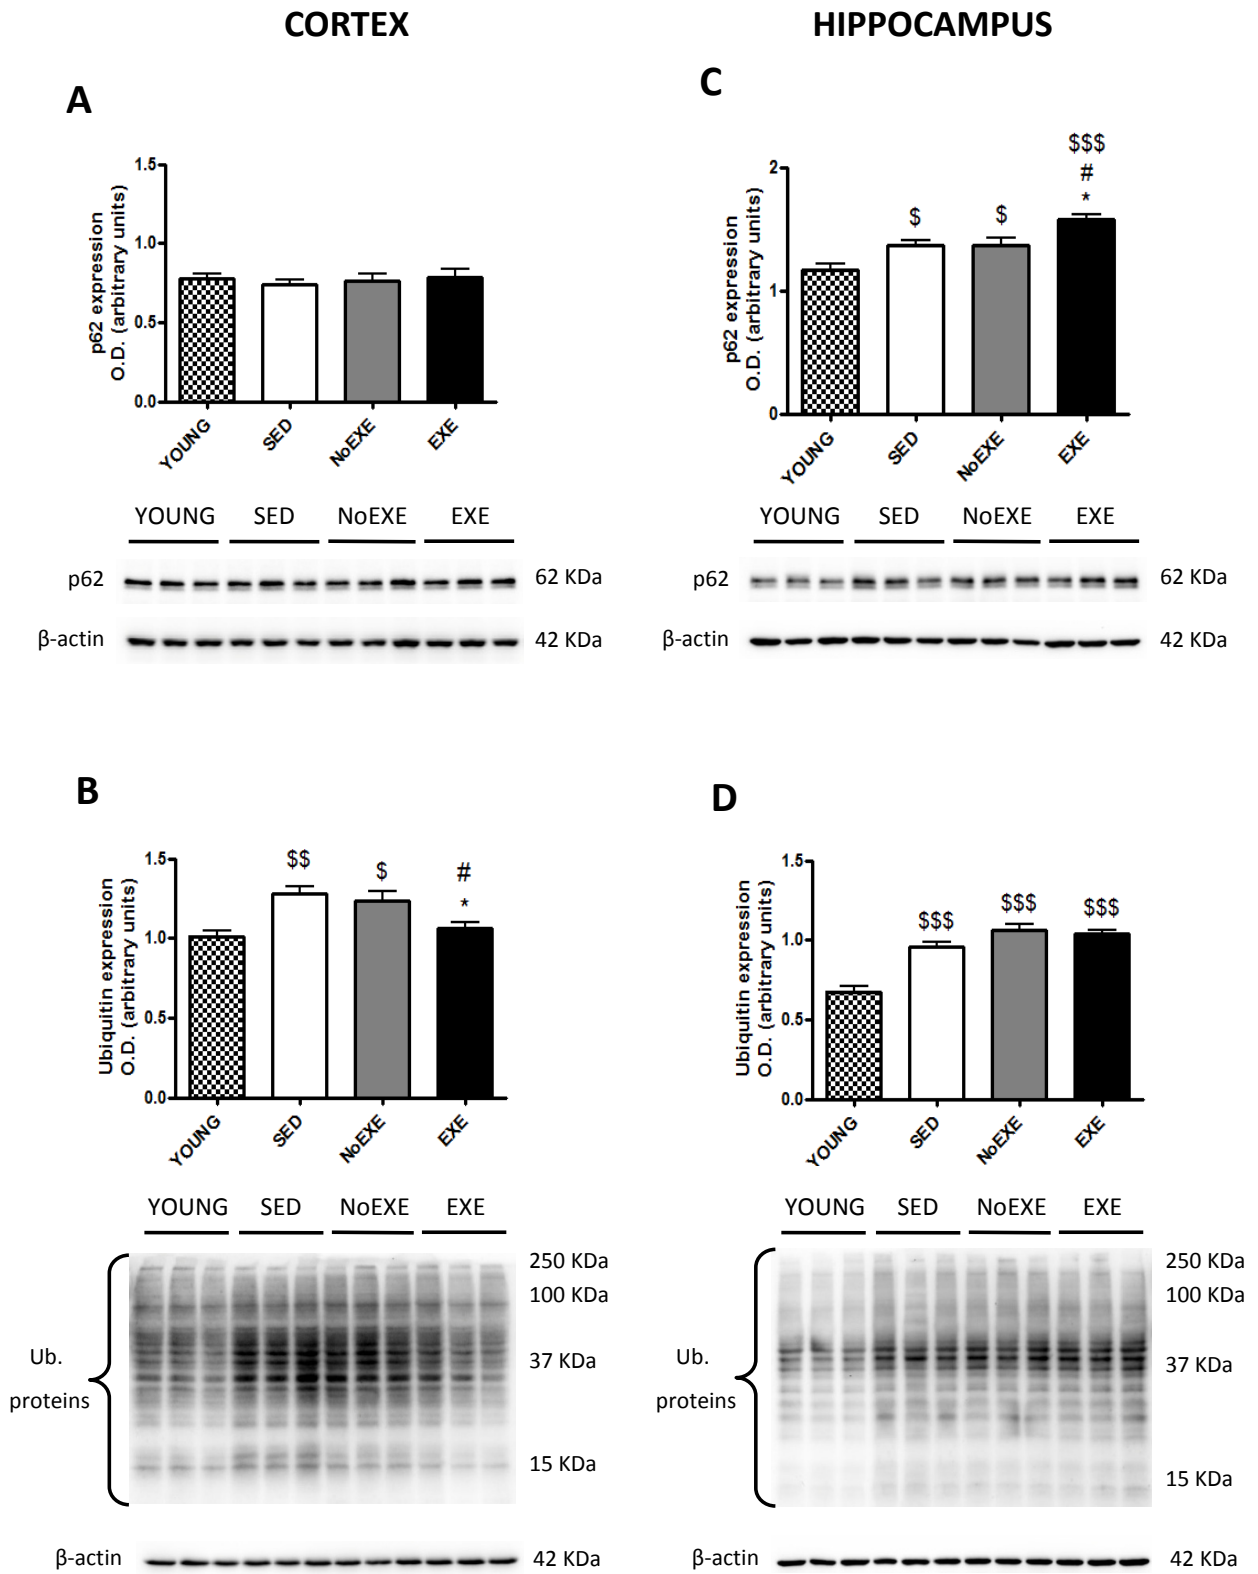 CORTEX
HIPPOCAMPUS
A
p62 expression
O.D. (arbitrary units)
1.5
1.0
0.5
0.0
YOUNG
SED
NoEXE
EXE
YOUNG SED NoEXE EXE
p62
62 KDa
β-actin
42 KDa
C
p62 expression
O.D. (arbitrary units)
2
1
0
$
$
$$$
#
*
YOUNG
SED
NoEXE
EXE
YOUNG SED NoEXE EXE
p62
62 KDa
β-actin
42 KDa
B
Ubiquitin expression
O.D. (arbitrary units)
1.5
1.0
0.5
0.0
$$
$
#
*
YOUNG
SED
NoEXE
EXE
YOUNG SED NoEXE EXE
Ub.
proteins
250 KDa
100 KDa
37 KDa
15 KDa
β-actin
42 KDa
D
Ubiquitin expression
O.D. (arbitrary units)
1.5
1.0
0.5
0.0
$$$
$$$
$$$
YOUNG
SED
NoEXE
EXE
YOUNG SED NoEXE EXE
Ub.
proteins
250 KDa
100 KDa
37 KDa
15 KDa
β-actin
42 KDa